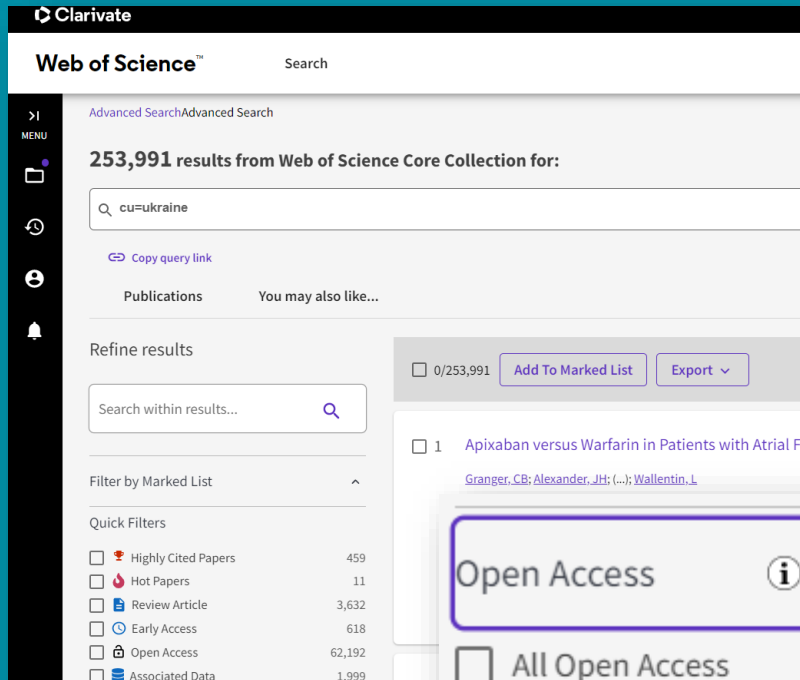 Clarivate
Web of Science™
Search
MENU
Advanced SearchAdvanced Search
253,991 results from Web of Science Core Collection for:
cu=ukraine
Copy query link
Publications
You may also like...
Refine results
0/253,991
Add To Marked List
Export
Search within results...
1
Apixaban versus Warfarin in Patients with Atrial F
Granger, CB; Alexander, JH; (...); Wallentin, L
Filter by Marked List
Quick Filters
Highly Cited Papers 459
Hot Papers 11
Review Article 3,632
Early Access 618
Open Access 62,192
Associated Data 1,999
Open Access
All Open Access